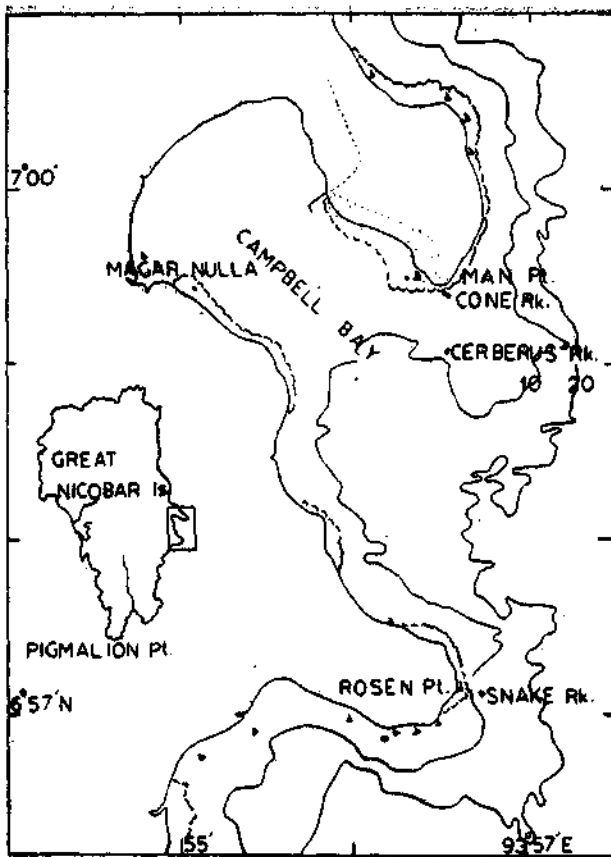 7°00'
CAMPBELL BAY
MAGAR NULLA
MAN Pt.
CONE Rk.
CERBERUS Rk.
10 20
GREAT
NICOBAR Is.
PIGMALION Pt.
ROSEN Pt.
SNAKE Rk.
6°57'N
55'
93°57'E